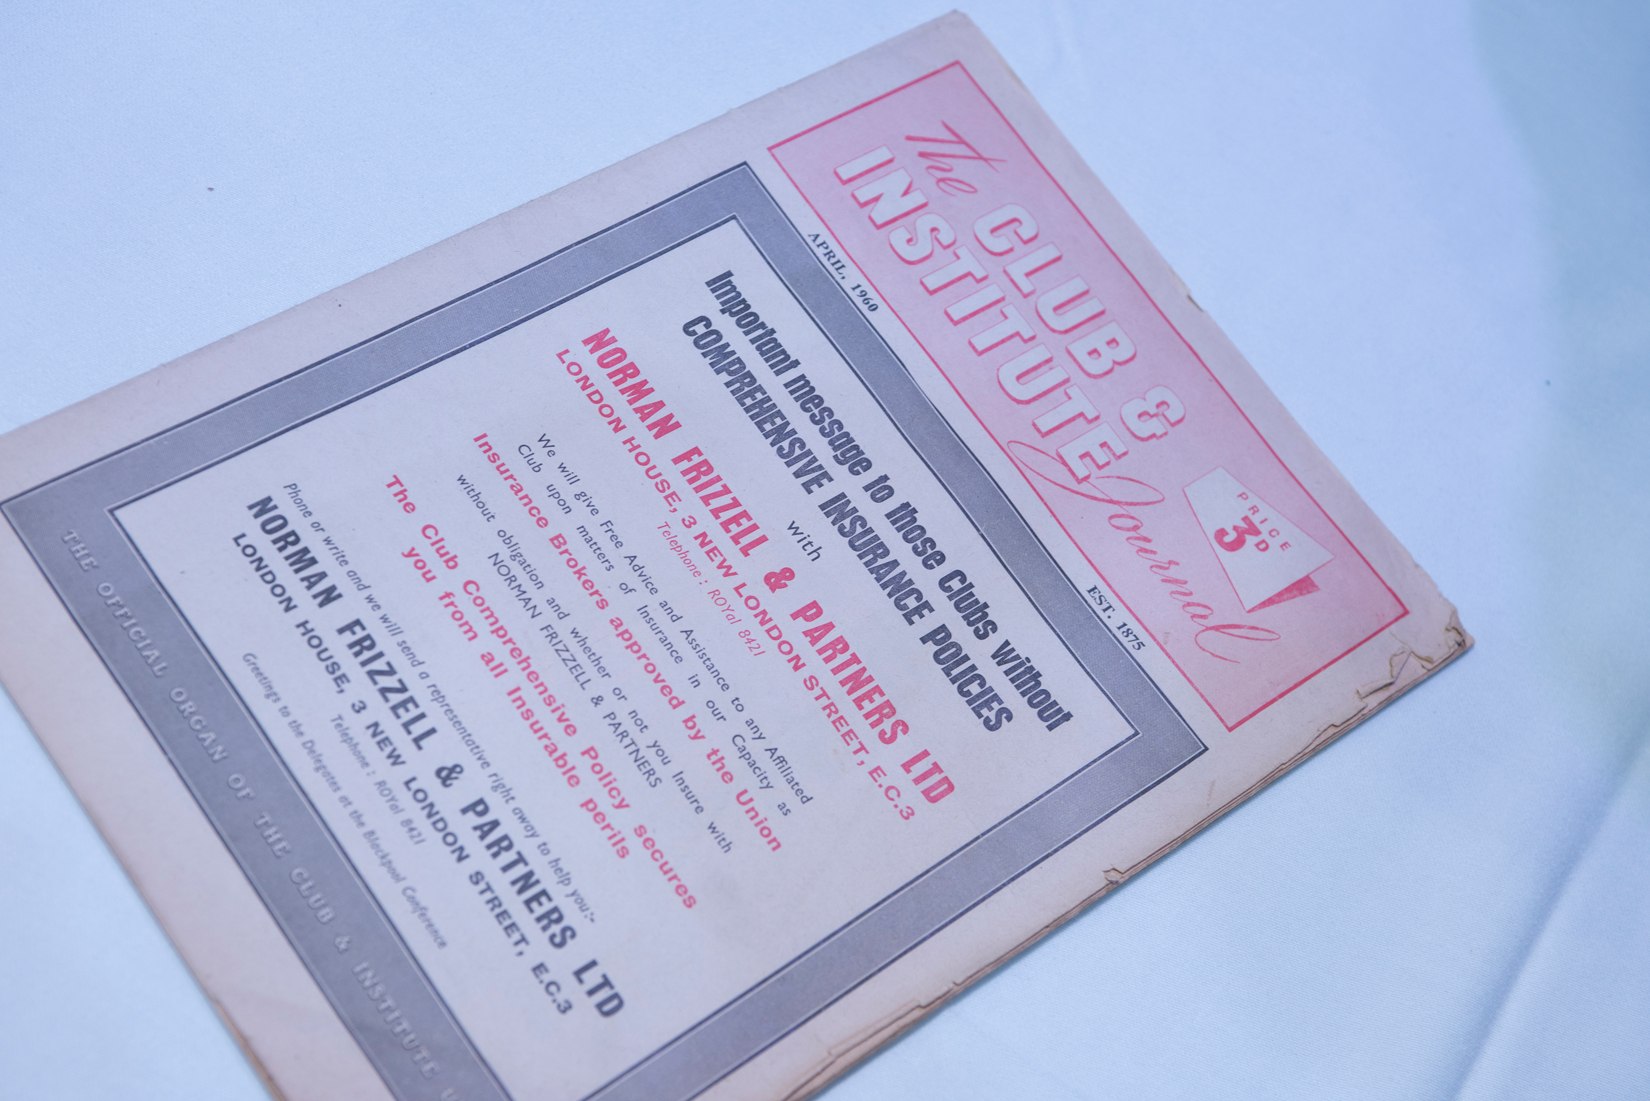 The CLUB &
INSTITUTE Journal
PRICE
3D
APRIL, 1960
EST. 1875
Important message to those Clubs without
COMPREHENSIVE INSURANCE POLICIES
with
NORMAN FRIZZELL & PARTNERS LTD
LONDON HOUSE, 3 NEW LONDON STREET, E.C.3
Telephone: ROYal 8421
We will give Free Advice and Assistance to any Affiliated
Club upon matters of Insurance in our Capacity as
Insurance Brokers approved by the Union
without obligation and whether or not you Insure with
NORMAN FRIZZELL & PARTNERS
The Club Comprehensive Policy secures
you from all Insurable perils
Phone or write and we will send a representative right away to help you:-
NORMAN FRIZZELL & PARTNERS LTD
LONDON HOUSE, 3 NEW LONDON STREET, E.C.3
Telephone: ROYal 8421
Greetings to the Delegates at the Blackpool Conference
THE OFFICIAL ORGAN OF THE CLUB & INSTITUTE